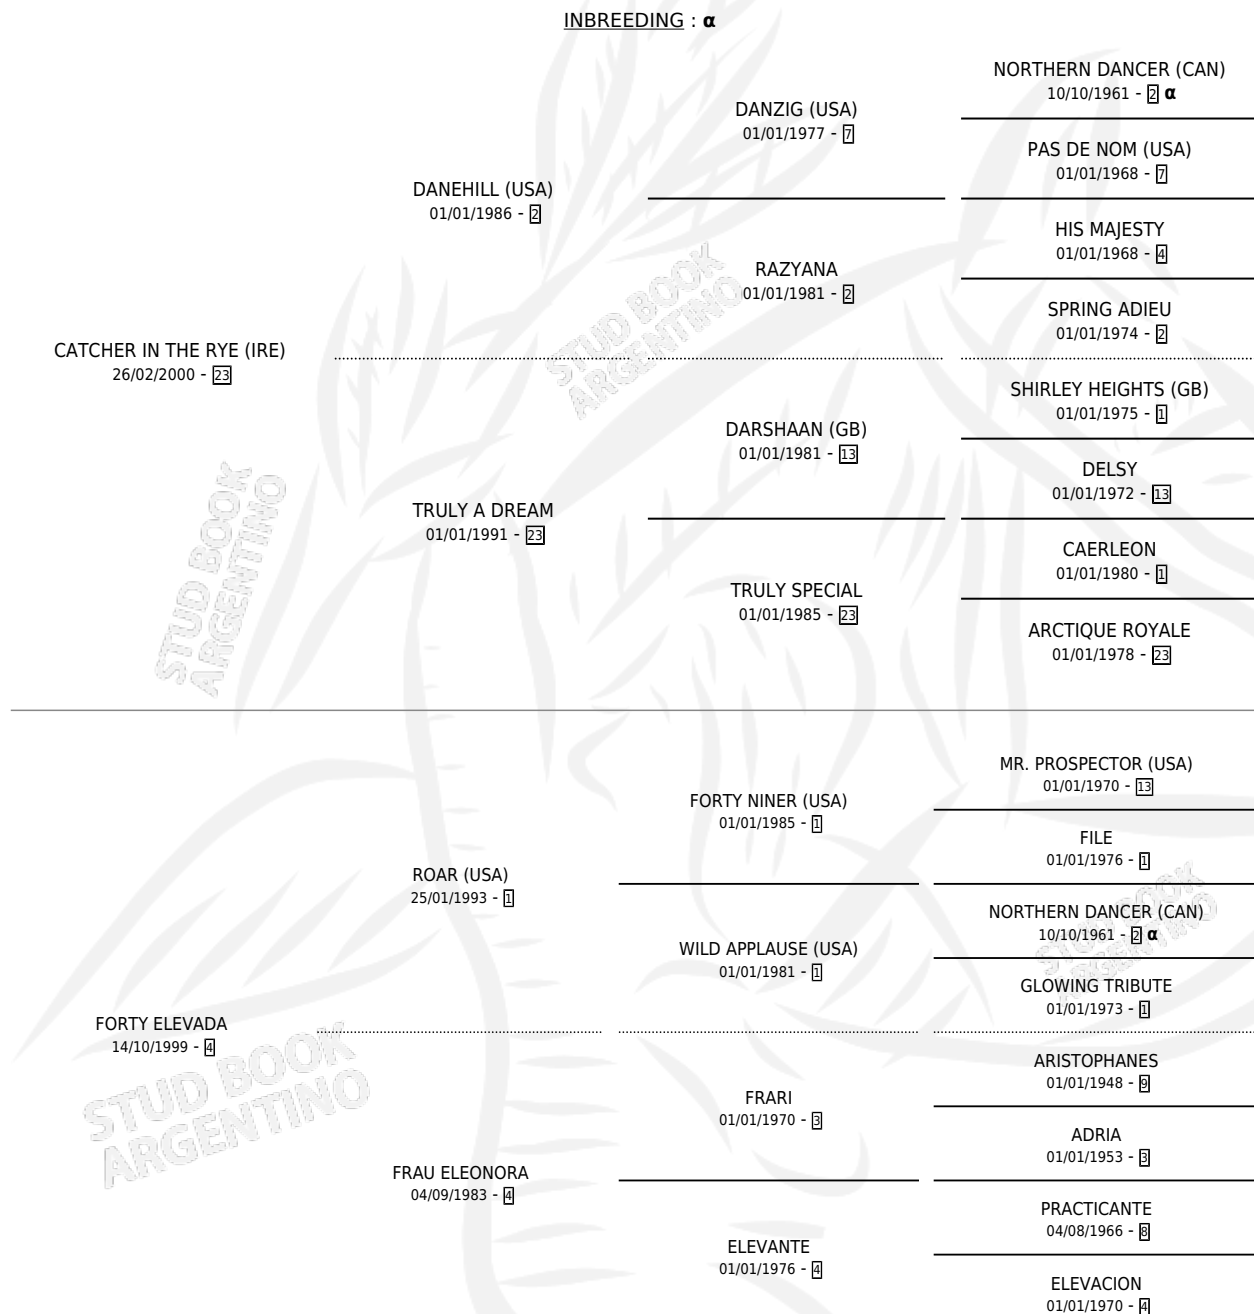 INBREEDING : α
NORTHERN DANCER (CAN)
10/10/1961 - 2 α
DANZIG (USA)
01/01/1977 - 7
PAS DE NOM (USA)
01/01/1968 - 7
DANEHILL (USA)
01/01/1986 - 2
HIS MAJESTY
01/01/1968 - 4
RAZYANA
01/01/1981 - 2
SPRING ADIEU
01/01/1974 - 2
CATCHER IN THE RYE (IRE)
26/02/2000 - 23
SHIRLEY HEIGHTS (GB)
01/01/1975 - 1
DARSHAAN (GB)
01/01/1981 - 13
DELSY
01/01/1972 - 13
TRULY A DREAM
01/01/1991 - 23
CAERLEON
01/01/1980 - 1
TRULY SPECIAL
01/01/1985 - 23
ARCTIQUE ROYALE
01/01/1978 - 23
MR. PROSPECTOR (USA)
01/01/1970 - 13
FORTY NINER (USA)
01/01/1985 - 1
FILE
01/01/1976 - 1
ROAR (USA)
25/01/1993 - 1
NORTHERN DANCER (CAN)
10/10/1961 - 2 α
WILD APPLAUSE (USA)
01/01/1981 - 1
GLOWING TRIBUTE
01/01/1973 - 1
FORTY ELEVADA
14/10/1999 - 4
ARISTOPHANES
01/01/1948 - 9
FRARI
01/01/1970 - 3
ADRIA
01/01/1953 - 3
FRAU ELEONORA
04/09/1983 - 4
PRACTICANTE
04/08/1966 - 8
ELEVANTE
01/01/1976 - 4
ELEVACION
01/01/1970 - 4
STUD BOOK
ARGENTINO
STUD BOOK
ARGENTINO
STUD BOOK
ARGENTINO
STUD BOOK
ARGENTINO